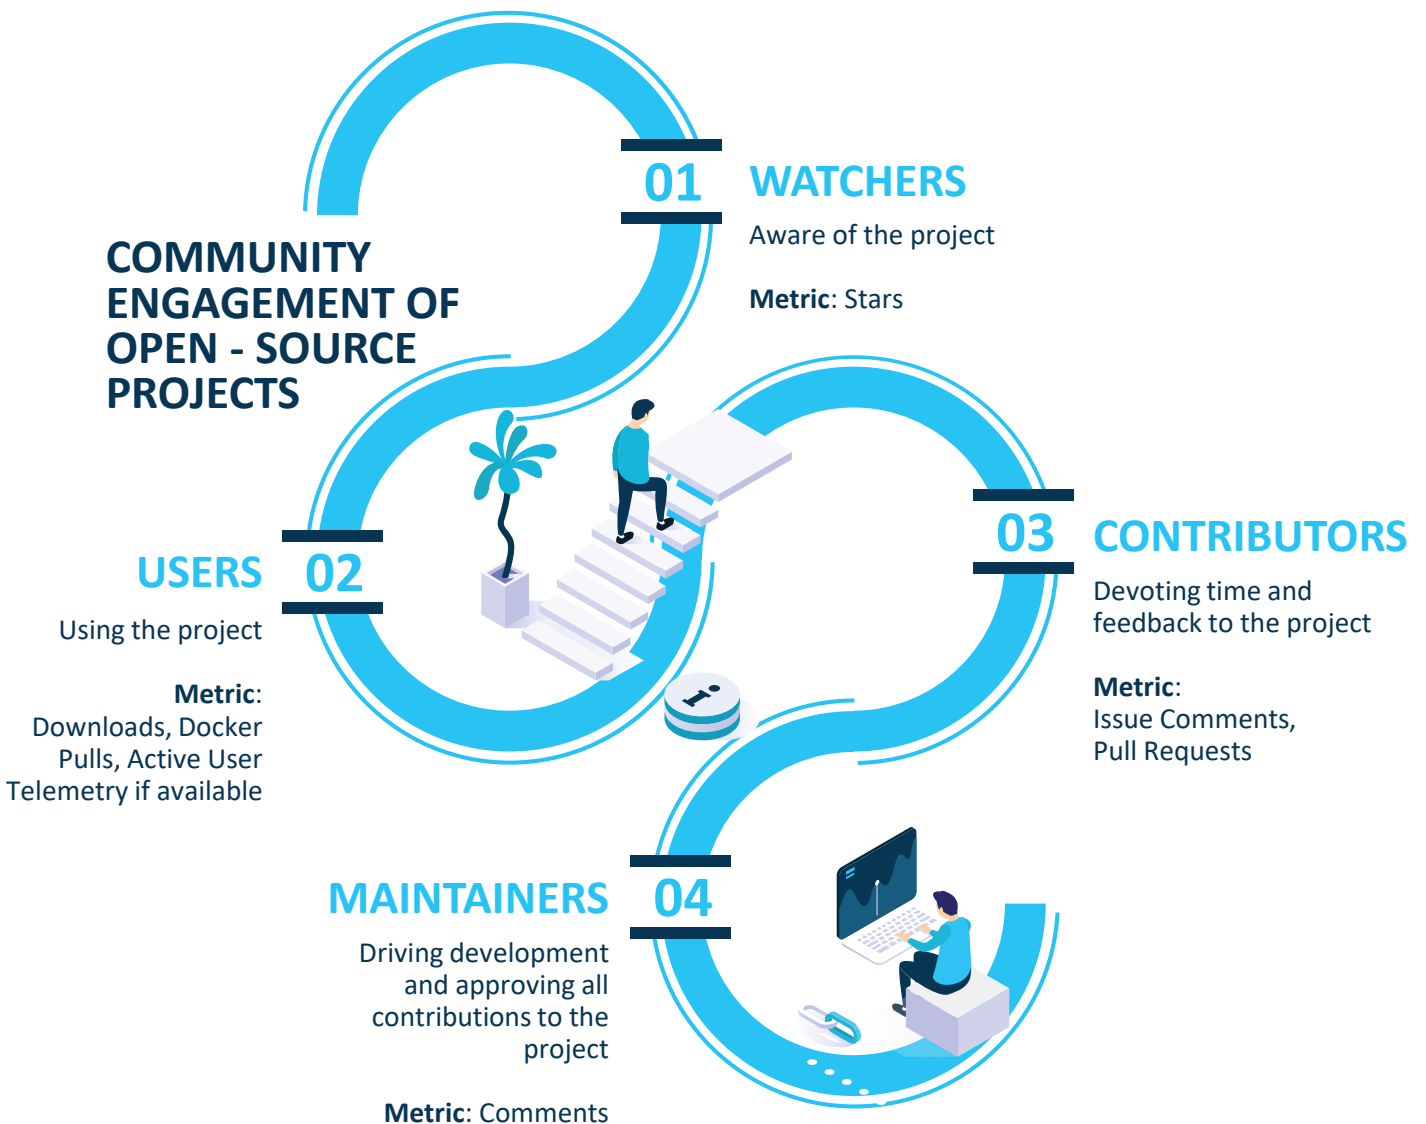 COMMUNITY
ENGAGEMENT OF
OPEN - SOURCE
PROJECTS
01
WATCHERS
Aware of the project
Metric: Stars
USERS
02
Using the project
Metric:
Downloads, Docker
Pulls, Active User
Telemetry if available
03
CONTRIBUTORS
Devoting time and
feedback to the project
Metric:
Issue Comments,
Pull Requests
MAINTAINERS
04
Driving development
and approving all
contributions to the
project
Metric: Comments
i